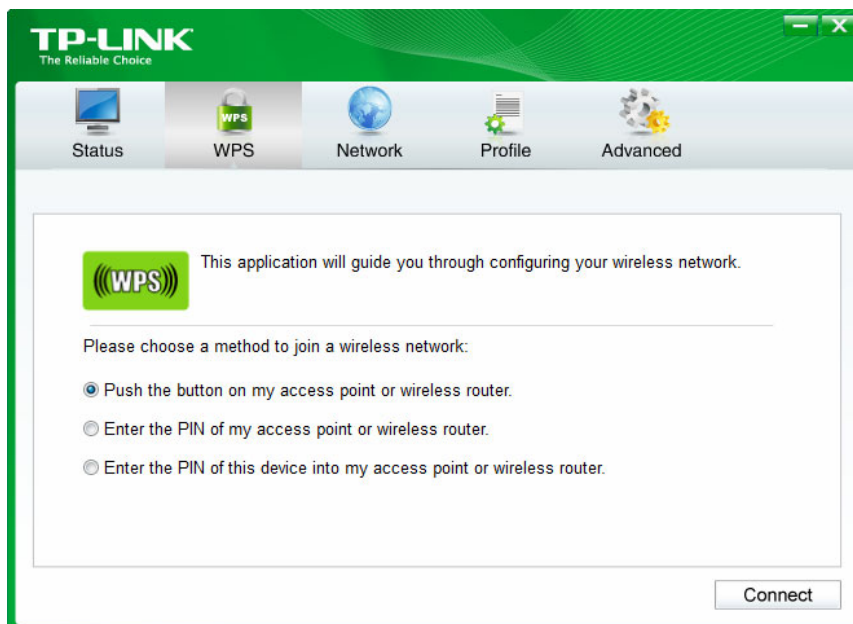 TP-LINK
The Reliable Choice
Status WPS Network Profile Advanced
WPS
WPS This application will guide you through configuring your wireless network.
Please choose a method to join a wireless network:
Push the button on my access point or wireless router.
Enter the PIN of my access point or wireless router.
Enter the PIN of this device into my access point or wireless router.
Connect